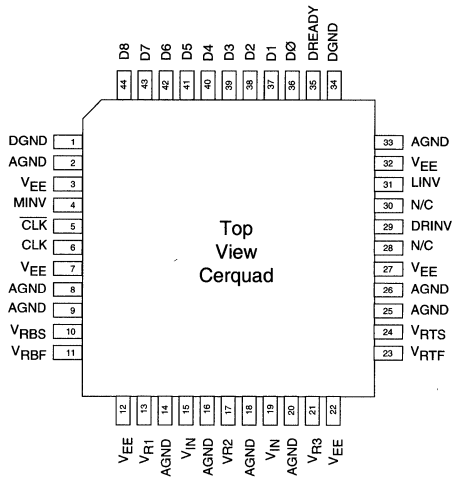 D8 D7 D6 D5 D4 D3 D2 D1 DØ DREADY DGND
44 43 42 41 40 39 38 37 36 35 34
DGND 1
AGND 2
VEE 3
MINV 4
CLK 5
CLK 6
VEE 7
AGND 8
AGND 9
VRBS 10
VRBF 11
Top
View
Cerquad
33 AGND
32 VEE
31 LINV
30 N/C
29 DRINV
28 N/C
27 VEE
26 AGND
25 AGND
24 VRTS
23 VRTF
12 13 14 15 16 17 18 19 20 21 22
VEE VR1 AGND VIN AGND VR2 AGND VIN AGND VR3 VEE